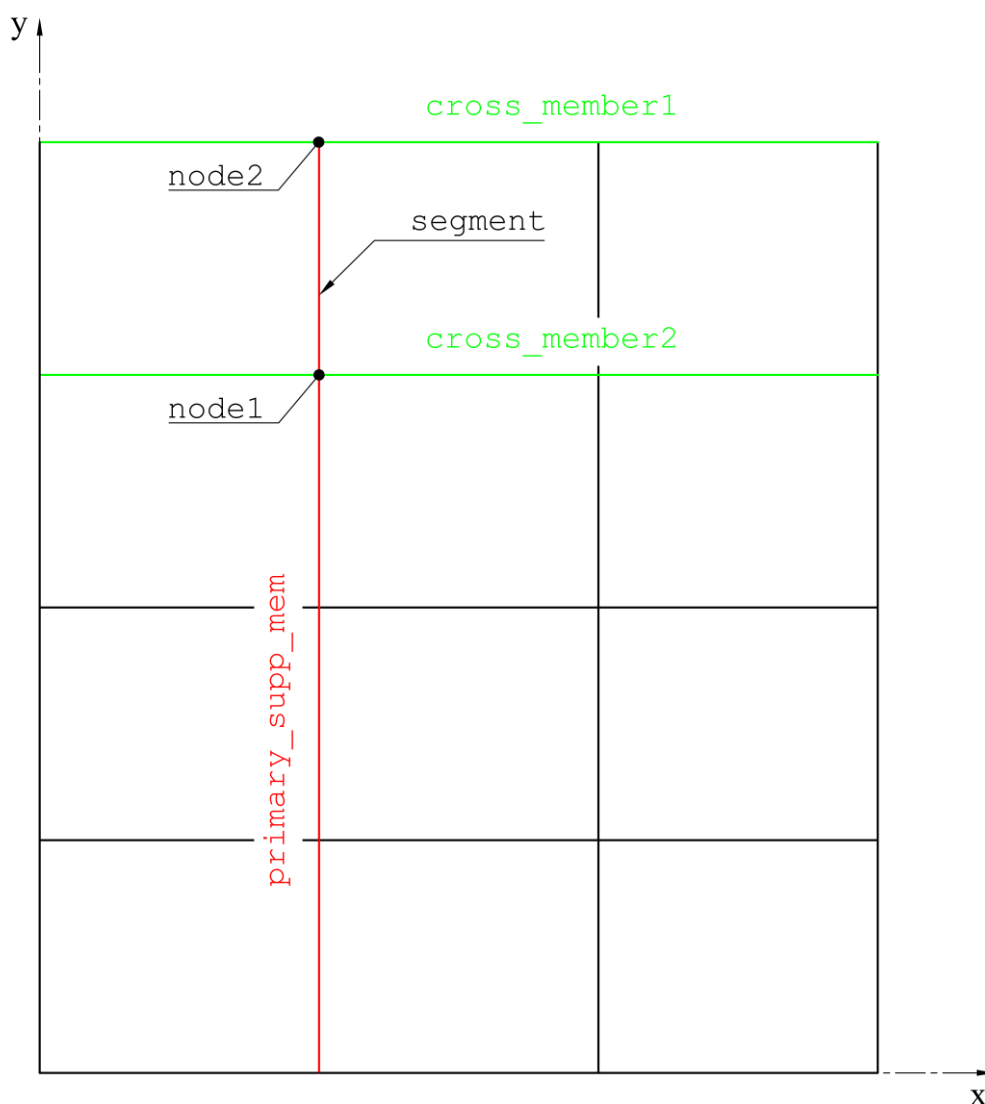 y
cross_member1
node2
segment
cross_member2
node1
primary_supp_mem
x